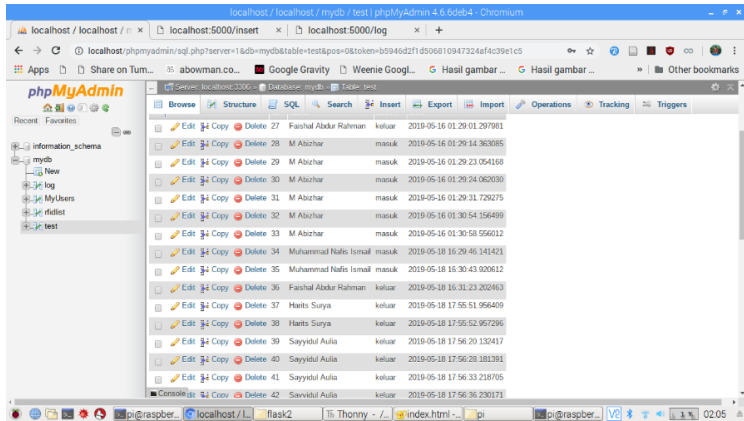 localhost / localhost / mydb / test | phpMyAdmin 4.6.6deb4 - Chromium
localhost / localhost / m × localhost:5000/insert × localhost:5000/log × +
localhost/phpmyadmin/sql.php?server=1&db=mydb&table=test&pos=0&token=b5946d2f1d506810947324af4c39e1c5
Apps Share on Tum... abowman.co... Google Gravity Weenie Googl... G Hasil gambar ... G Hasil gambar ... » Other bookmarks
phpMyAdmin
Server: localhost:3306 » Database: mydb » Table: test
Browse Structure SQL Search Insert Export Import Operations Tracking Triggers
Recent Favorites
information_schema
mydb
New
log
MyUsers
rfidlist
test
Edit Copy Delete 27 Faishal Abdur Rahman keluar 2019-05-16 01:29:01.297981
Edit Copy Delete 28 M Abizhar masuk 2019-05-16 01:29:14.363085
Edit Copy Delete 29 M Abizhar masuk 2019-05-16 01:29:23.054168
Edit Copy Delete 30 M Abizhar masuk 2019-05-16 01:29:24.062030
Edit Copy Delete 31 M Abizhar masuk 2019-05-16 01:29:31.729275
Edit Copy Delete 32 M Abizhar masuk 2019-05-16 01:30:54.156499
Edit Copy Delete 33 M Abizhar masuk 2019-05-16 01:30:58.556012
Edit Copy Delete 34 Muhammad Nafis Ismail masuk 2019-05-18 16:29:46.141421
Edit Copy Delete 35 Muhammad Nafis Ismail masuk 2019-05-18 16:30:43.920612
Edit Copy Delete 36 Faishal Abdur Rahman keluar 2019-05-18 16:31:23.202463
Edit Copy Delete 37 Harits Surya keluar 2019-05-18 17:55:51.956409
Edit Copy Delete 38 Harits Surya keluar 2019-05-18 17:55:52.957296
Edit Copy Delete 39 Sayyidul Aulia keluar 2019-05-18 17:56:20.132417
Edit Copy Delete 40 Sayyidul Aulia keluar 2019-05-18 17:56:28.181391
Edit Copy Delete 41 Sayyidul Aulia keluar 2019-05-18 17:56:33.218705
Console dit Copy Delete 42 Sayyidul Aulia keluar 2019-05-18 17:56:36.230171
pi@raspber... localhost / l... flask2 Th Thonny - /... index.html -... pi pi@raspber... 02:05